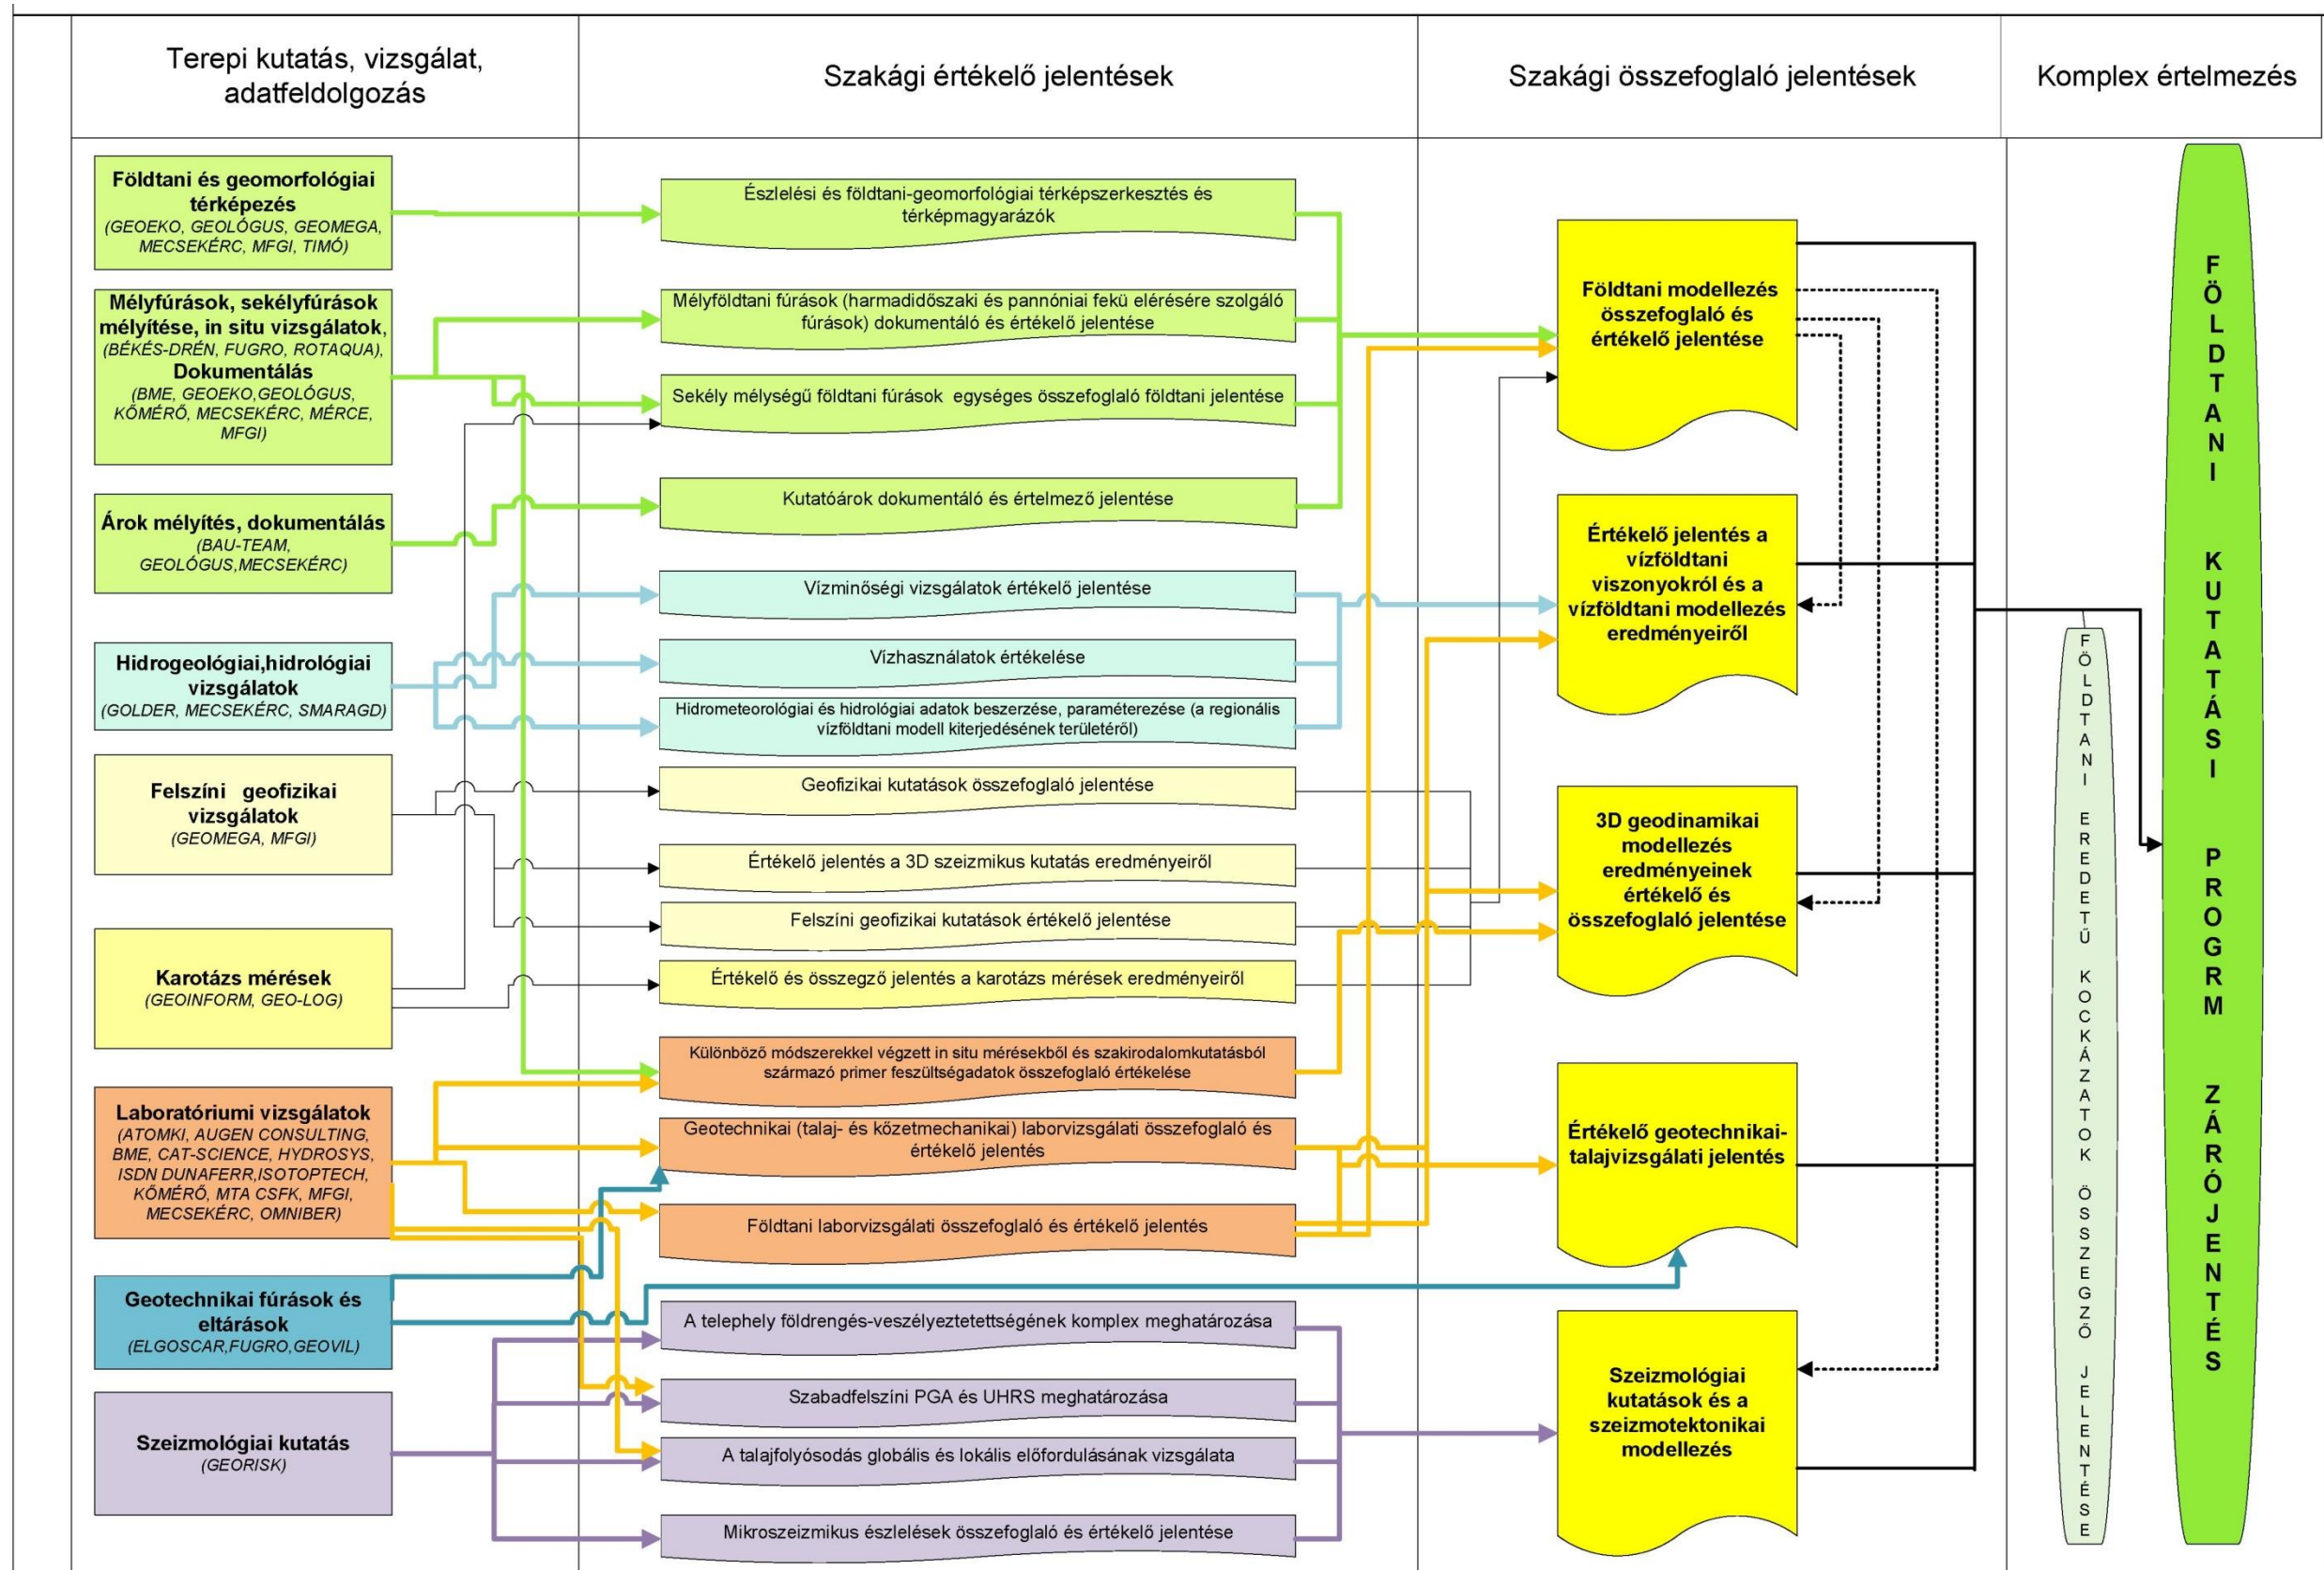 Terepi kutatás, vizsgálat,
adatfeldolgozás
Szakági értékelő jelentések
Szakági összefoglaló jelentések
Komplex értelmezés
Földtani és geomorfológiai
térképezés
(GEOEKO, GEOLÓGUS, GEOMEGA,
MECSEKÉRC, MFGI, TIMÓ)
Mélyfúrások, sekélyfúrások
mélyítése, in situ vizsgálatok,
(BÉKÉS-DRÉN, FUGRO, ROTAQUA),
Dokumentálás
(BME, GEOEKO,GEOLÓGUS,
KŐMÉRŐ, MECSEKÉRC, MÉRCE,
MFGI)
Árok mélyítés, dokumentálás
(BAU-TEAM,
GEOLÓGUS,MECSEKÉRC)
Hidrogeológiai,hidrológiai
vizsgálatok
(GOLDER, MECSEKÉRC, SMARAGD)
Felszíni geofizikai
vizsgálatok
(GEOMEGA, MFGI)
Karotázs mérések
(GEOINFORM, GEO-LOG)
Laboratóriumi vizsgálatok
(ATOMKI, AUGEN CONSULTING,
BME, CAT-SCIENCE, HYDROSYS,
ISDN DUNAFERR,ISOTOPTECH,
KŐMÉRŐ, MTA CSFK, MFGI,
MECSEKÉRC, OMNIBER)
Geotechnikai fúrások és
eltárások
(ELGOSCAR,FUGRO,GEOVIL)
Szeizmológiai kutatás
(GEORISK)
Észlelési és földtani-geomorfológiai térképszerkesztés és
térképmagyarázók
Mélyföldtani fúrások (harmadidőszaki és pannóniai fekü elérésére szolgáló
fúrások) dokumentáló és értékelő jelentése
Sekély mélységű földtani fúrások egységes összefoglaló földtani jelentése
Kutatóárok dokumentáló és értelmező jelentése
Vízminőségi vizsgálatok értékelő jelentése
Vízhasználatok értékelése
Hidrometeorológiai és hidrológiai adatok beszerzése, paraméterezése (a regionális
vízföldtani modell kiterjedésének területéről)
Geofizikai kutatások összefoglaló jelentése
Értékelő jelentés a 3D szeizmikus kutatás eredményeiről
Felszíni geofizikai kutatások értékelő jelentése
Értékelő és összegző jelentés a karotázs mérések eredményeiről
Különböző módszerekkel végzett in situ mérésekből és szakirodalomkutatásból
származó primer feszültségadatok összefoglaló értékelése
Geotechnikai (talaj- és kőzetmechanikai) laborvizsgálati összefoglaló és
értékelő jelentés
Földtani laborvizsgálati összefoglaló és értékelő jelentés
A telephely földrengés-veszélyeztetettségének komplex meghatározása
Szabadfelszíni PGA és UHRS meghatározása
A talajfolyósodás globális és lokális előfordulásának vizsgálata
Mikroszeizmikus észlelések összefoglaló és értékelő jelentése
Földtani modellezés
összefoglaló és
értékelő jelentése
Értékelő jelentés a
vízföldtani
viszonyokról és a
vízföldtani modellezés
eredményeiről
3D geodinamikai
modellezés
eredményeinek
értékelő és
összefoglaló jelentése
Értékelő geotechnikai-
talajvizsgálati jelentés
Szeizmológiai
kutatások és a
szeizmotektonikai
modellezés
FÖLDTANI EREDETŰ KOCKÁZATOK ÖSSZEGZŐ JELENTÉSE
FÖLDTANI KUTATÁSI PROGRM ZÁRÓJENTÉS